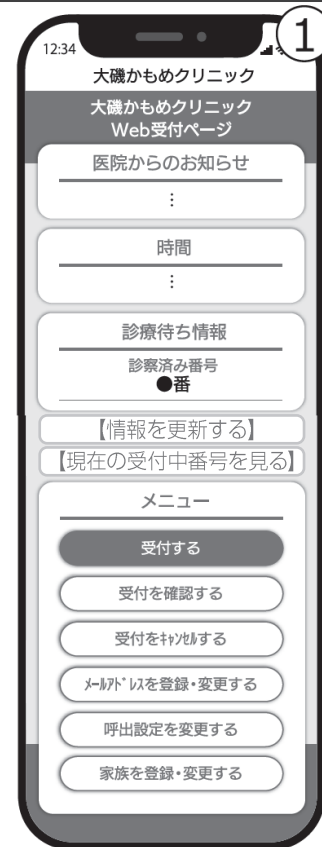 ①
12:34
大磯かもめクリニック
大磯かもめクリニック
Web受付ページ
医院からのお知らせ
⋮
時間
⋮
診療待ち情報
診察済み番号
●番
【情報を更新する】
【現在の受付中番号を見る】
メニュー
受付する
受付を確認する
受付をｷｬﾝｾﾙする
ﾒｰﾙｱﾄﾞﾚｽを登録・変更する
呼出設定を変更する
家族を登録・変更する